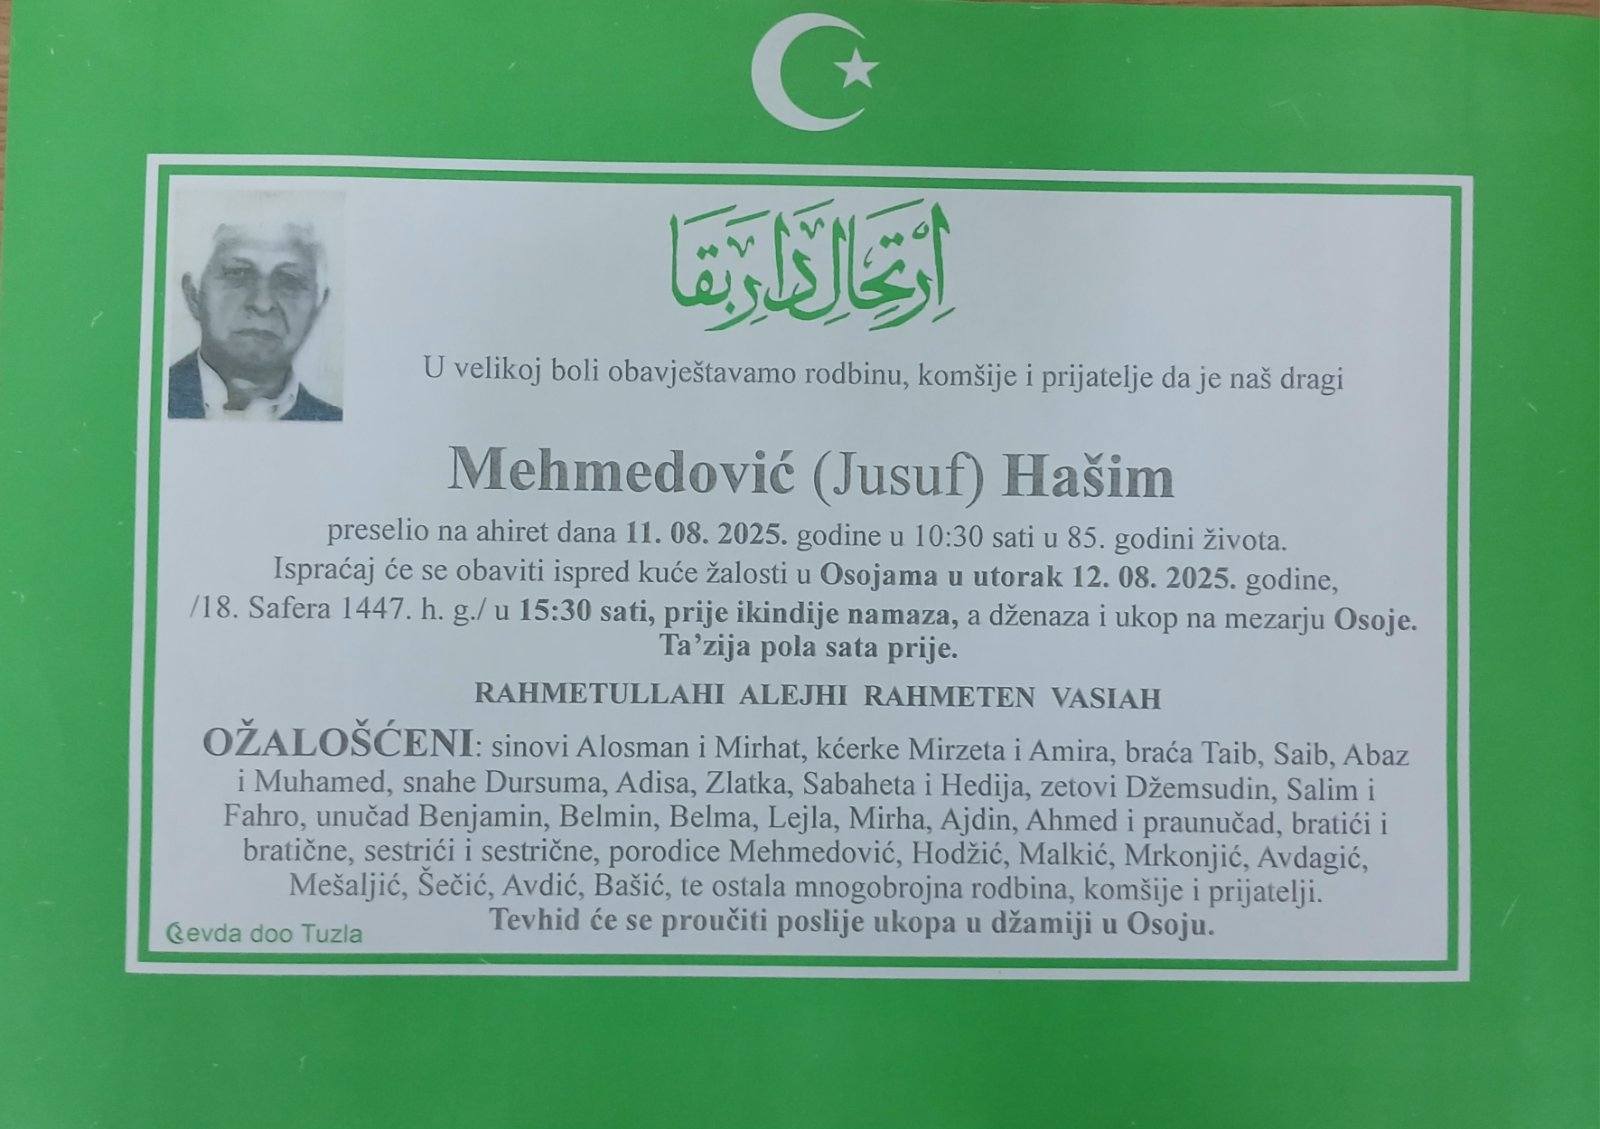 اِرْتِحَالِ دَارِ بَقَا
U velikoj boli obavještavamo rodbinu, komšije i prijatelje da je naš dragi
Mehmedović (Jusuf) Hašim
preselio na ahiret dana 11. 08. 2025. godine u 10:30 sati u 85. godini života.
Ispraćaj će se obaviti ispred kuće žalosti u Osojama u utorak 12. 08. 2025. godine,
/18. Safera 1447. h. g./ u 15:30 sati, prije ikindije namaza, a dženaza i ukop na mezarju Osoje.
Ta’zija pola sata prije.
RAHMETULLAHI ALEJHI RAHMETEN VASIAH
OŽALOŠĆENI: sinovi Alosman i Mirhat, kćerke Mirzeta i Amira, braća Taib, Saib, Abaz
i Muhamed, snahe Dursuma, Adisa, Zlatka, Sabaheta i Hedija, zetovi Džemsudin, Salim i
Fahro, unučad Benjamin, Belmin, Belma, Lejla, Mirha, Ajdin, Ahmed i praunučad, bratići i
bratične, sestrići i sestrične, porodice Mehmedović, Hodžić, Malkić, Mrkonjić, Avdagić,
Mešaljić, Šečić, Avdić, Bašić, te ostala mnogobrojna rodbina, komšije i prijatelji.
Tevhid će se proučiti poslije ukopa u džamiji u Osoju.
Revda doo Tuzla